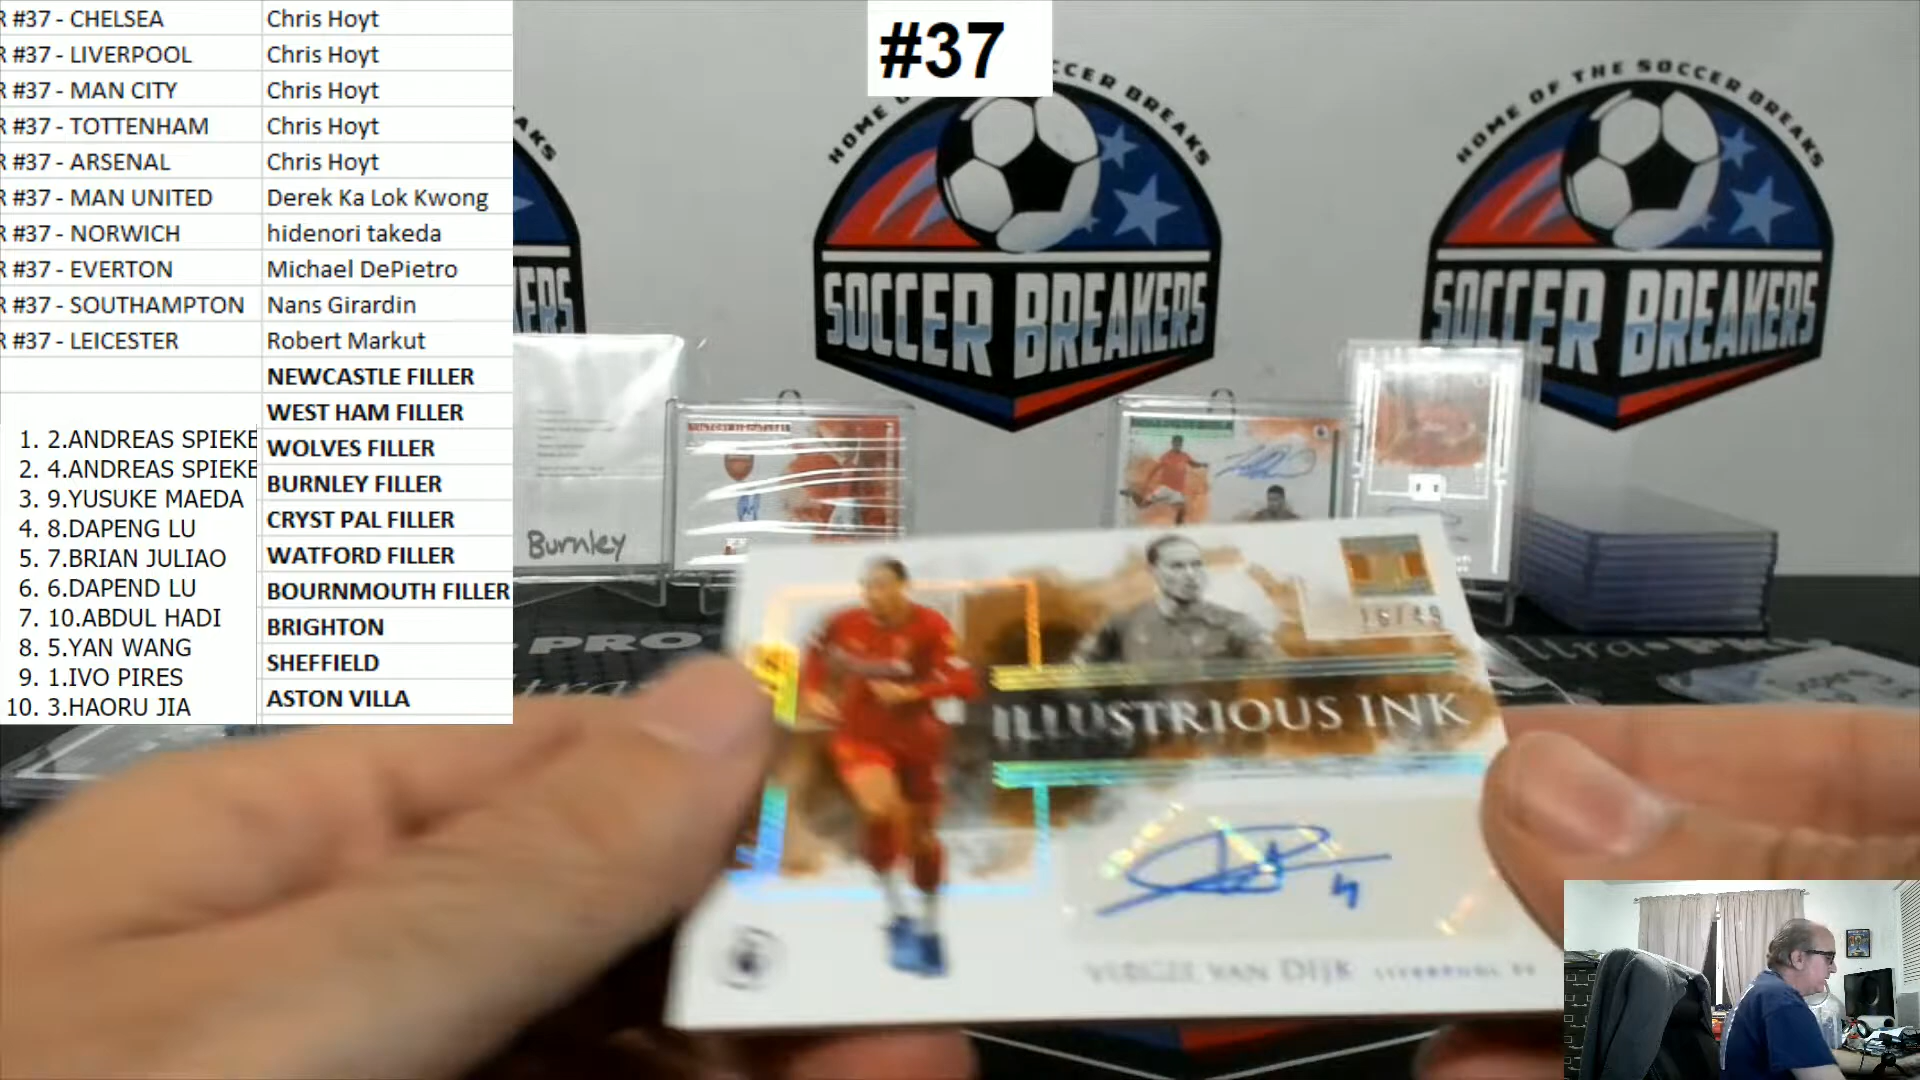 R #37 - CHELSEA Chris Hoyt
R #37 - LIVERPOOL Chris Hoyt
R #37 - MAN CITY Chris Hoyt
R #37 - TOTTENHAM Chris Hoyt
R #37 - ARSENAL Chris Hoyt
R #37 - MAN UNITED Derek Ka Lok Kwong
R #37 - NORWICH hidenori takeda
R #37 - EVERTON Michael DePietro
R #37 - SOUTHAMPTON Nans Girardin
R #37 - LEICESTER Robert Markut
NEWCASTLE FILLER
WEST HAM FILLER
WOLVES FILLER
BURNLEY FILLER
CRYST PAL FILLER
WATFORD FILLER
BOURNMOUTH FILLER
BRIGHTON
SHEFFIELD
ASTON VILLA
1. 2.ANDREAS SPIEKE
2. 4.ANDREAS SPIEKE
3. 9.YUSUKE MAEDA
4. 8.DAPENG LU
5. 7.BRIAN JULIAO
6. 6.DAPEND LU
7. 10.ABDUL HADI
8. 5.YAN WANG
9. 1.IVO PIRES
10. 3.HAORU JIA
#37
HOME OF THE SOCCER BREAKS
SOCCER BREAKERS
HOME OF THE SOCCER BREAKS
SOCCER BREAKERS
AKS
ERS
Burnley
PRO
ILLUSTRIOUS INK
4
VIRGIL VAN DIJK LIVERPOOL FC